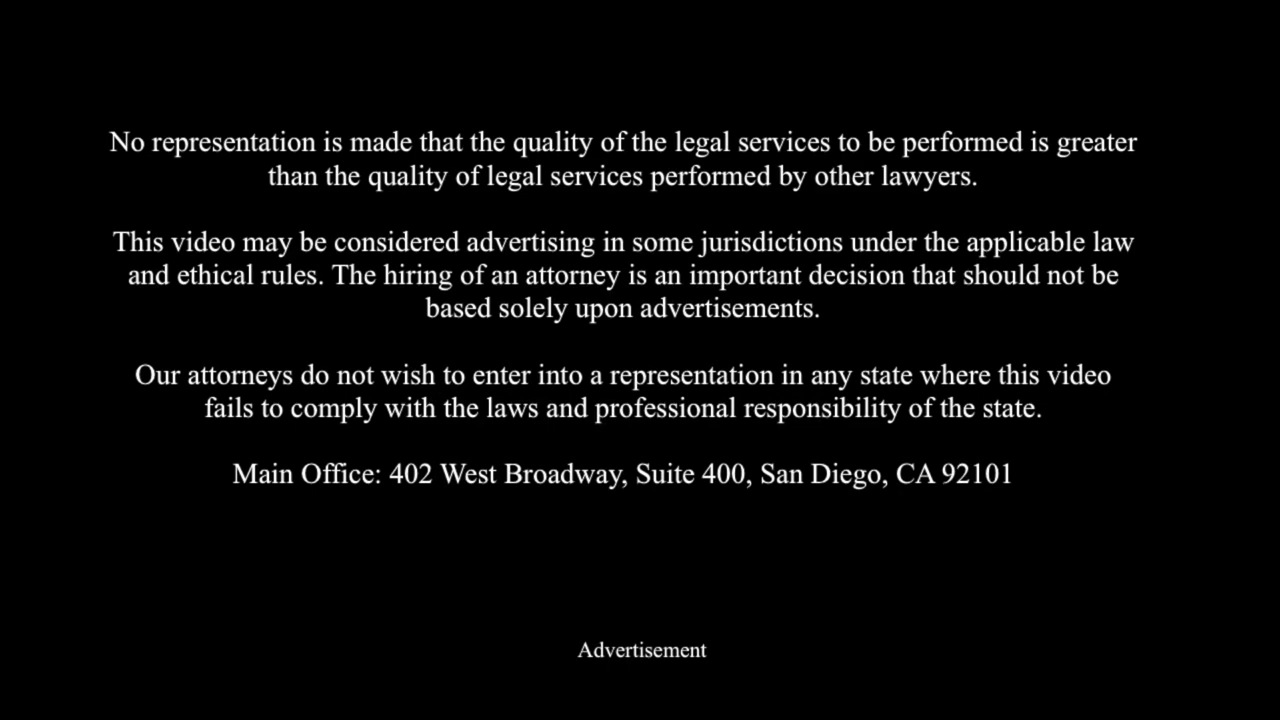 No representation is made that the quality of the legal services to be performed is greater
than the quality of legal services performed by other lawyers.
This video may be considered advertising in some jurisdictions under the applicable law
and ethical rules. The hiring of an attorney is an important decision that should not be
based solely upon advertisements.
Our attorneys do not wish to enter into a representation in any state where this video
fails to comply with the laws and professional responsibility of the state.
Main Office: 402 West Broadway, Suite 400, San Diego, CA 92101
Advertisement